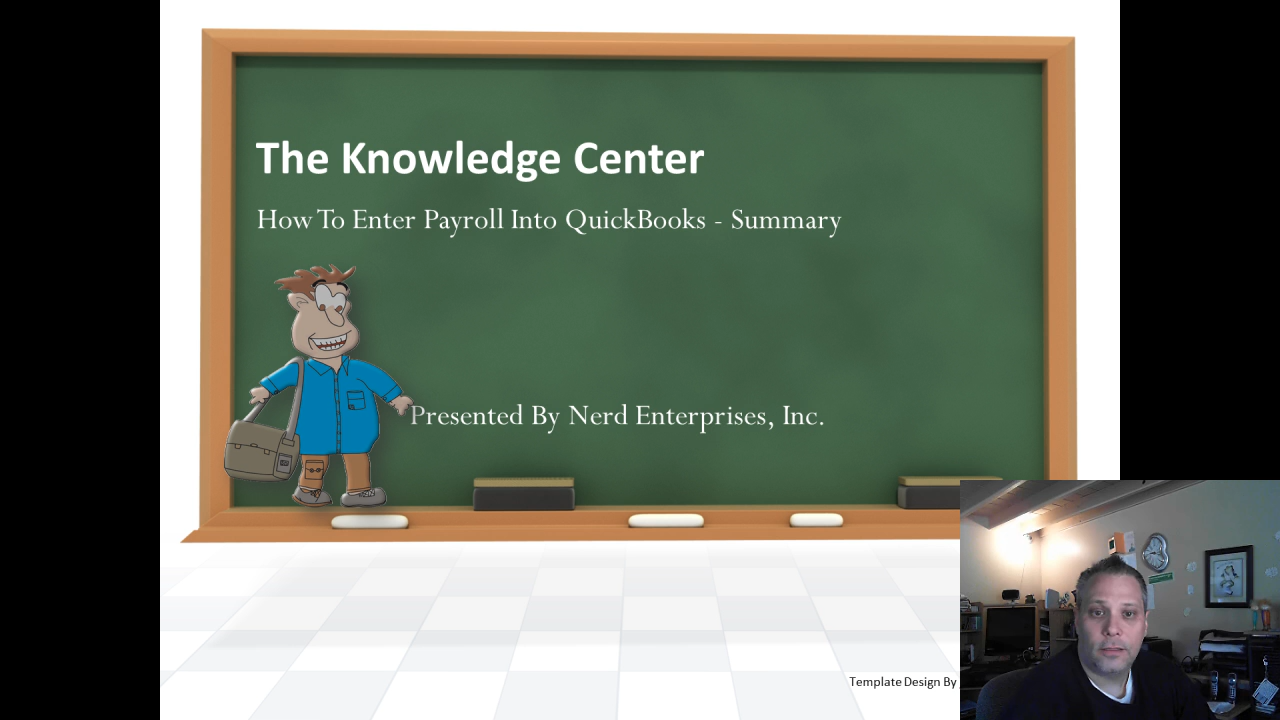 The Knowledge Center
How To Enter Payroll Into QuickBooks - Summary
Presented By Nerd Enterprises, Inc.
Template Design By